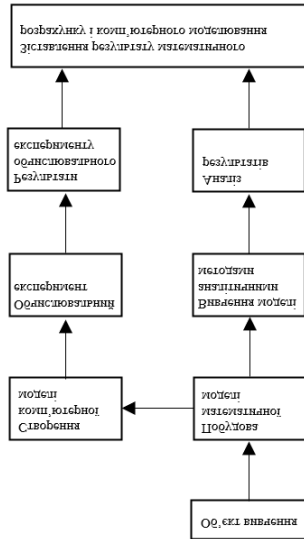 Об’єкт вивчення
Побудова
математичної
моделі
Створення
комп’ютерної
моделі
Вивчення моделі
аналітичними
методами
Обчислювальний
експеримент
Аналіз
результатів
Результати
обчислювального
експерименту
Зіставлення результату математичного
розрахунку і комп’ютерного моделювання